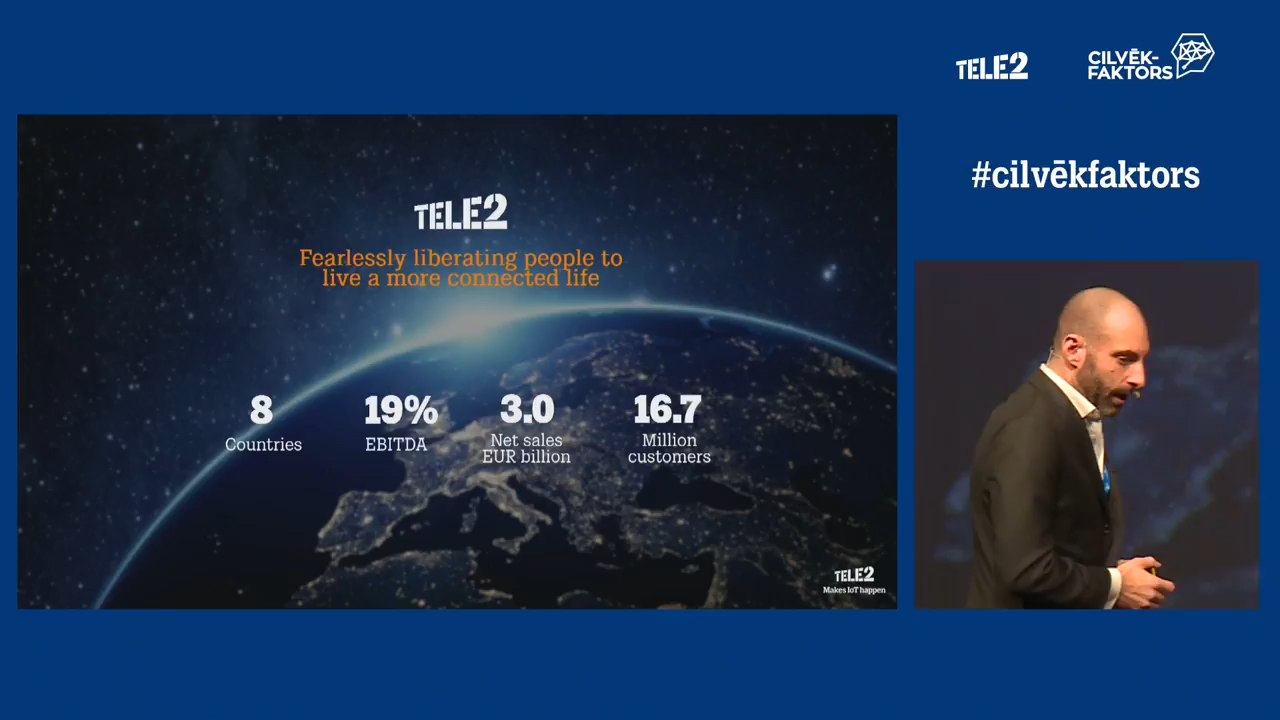 TELE2
CILVĒK-
FAKTORS
#cilvēkfaktors
TELE2
Fearlessly liberating people to
live a more connected life
8
Countries
19%
EBITDA
3.0
Net sales
EUR billion
16.7
Million
customers
TELE2
Makes IoT happen